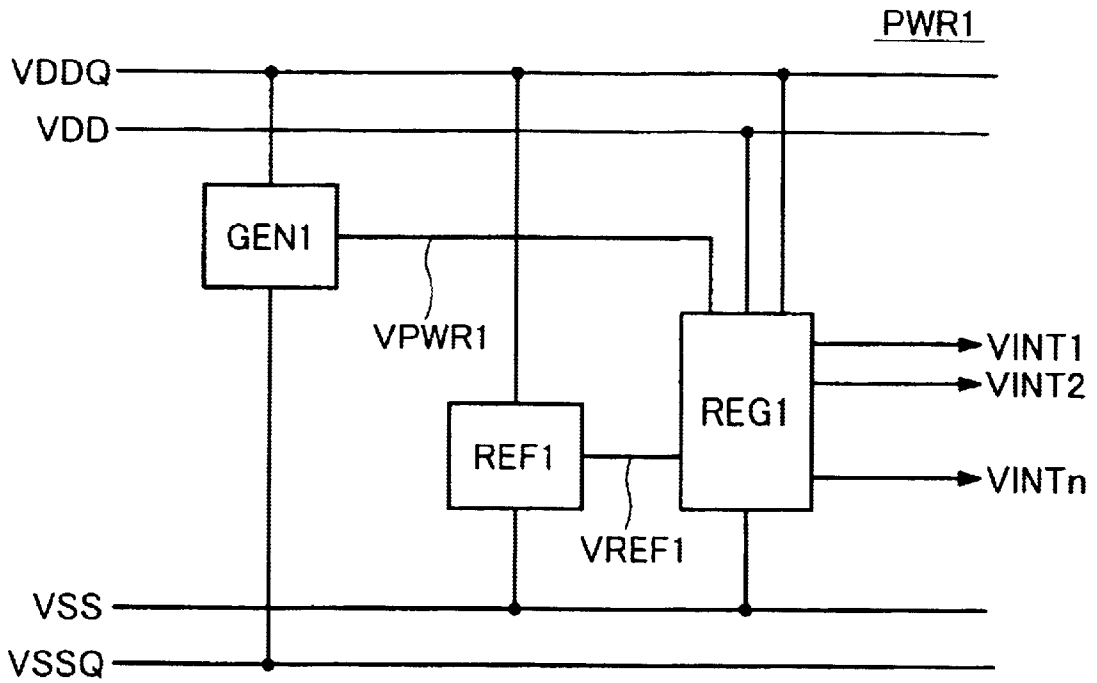 PWR1
VDDQ
VDD
GEN1
VPWR1
VINT1
VINT2
REG1
REF1
VINTn
VREF1
VSS
VSSQ